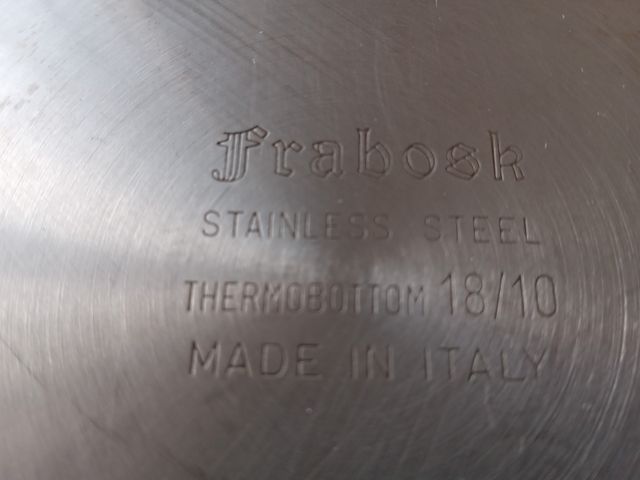 Frabosk
STAINLESS STEEL
THERMOBOTTOM 18/10
MADE IN ITALY